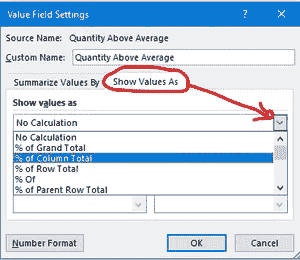 Value Field Settings ? ×
Source Name: Quantity Above Average
Custom Name: Quantity Above Average
Summarize Values By Show Values As
Show values as
No Calculation
No Calculation
% of Grand Total
% of Column Total
% of Row Total
% Of
% of Parent Row Total
Number Format OK Cancel